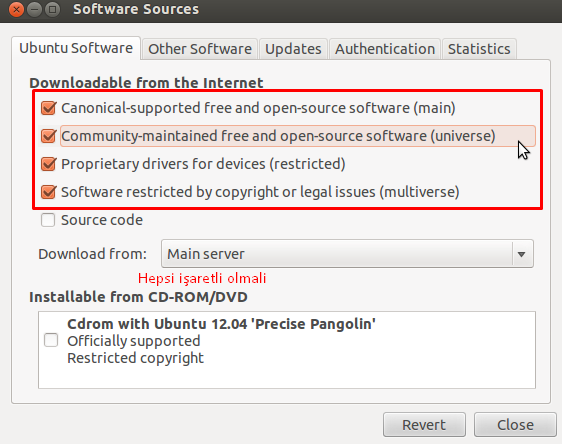 Software Sources
Ubuntu Software Other Software Updates Authentication Statistics
Downloadable from the Internet
Canonical-supported free and open-source software (main)
Community-maintained free and open-source software (universe)
Proprietary drivers for devices (restricted)
Software restricted by copyright or legal issues (multiverse)
Source code
Download from: Main server
Hepsi işaretli olmali
Installable from CD-ROM/DVD
Cdrom with Ubuntu 12.04 'Precise Pangolin'
Officially supported
Restricted copyright
Revert Close